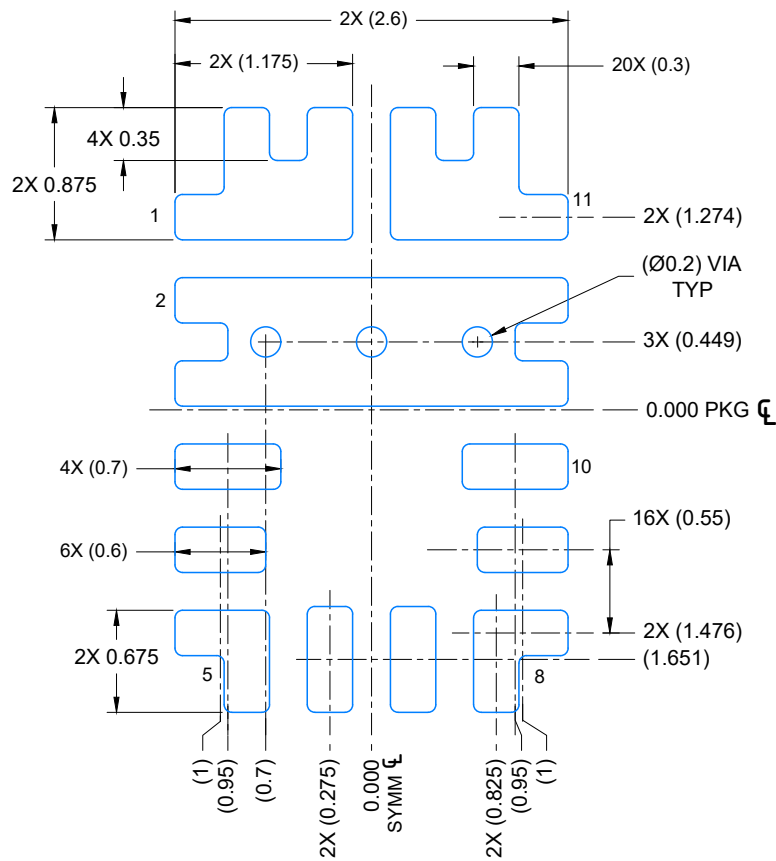 2X (2.6)
2X (1.175)
20X (0.3)
4X 0.35
2X 0.875
1
11
2X (1.274)
(Ø0.2) VIA
TYP
2
3X (0.449)
0.000 PKG ℄
4X (0.7)
10
16X (0.55)
6X (0.6)
2X 0.675
2X (1.476)
(1.651)
5
8
(1)
(0.95)
(0.7)
2X (0.275)
0.000
SYMM ℄
2X (0.825)
(0.95)
(1)